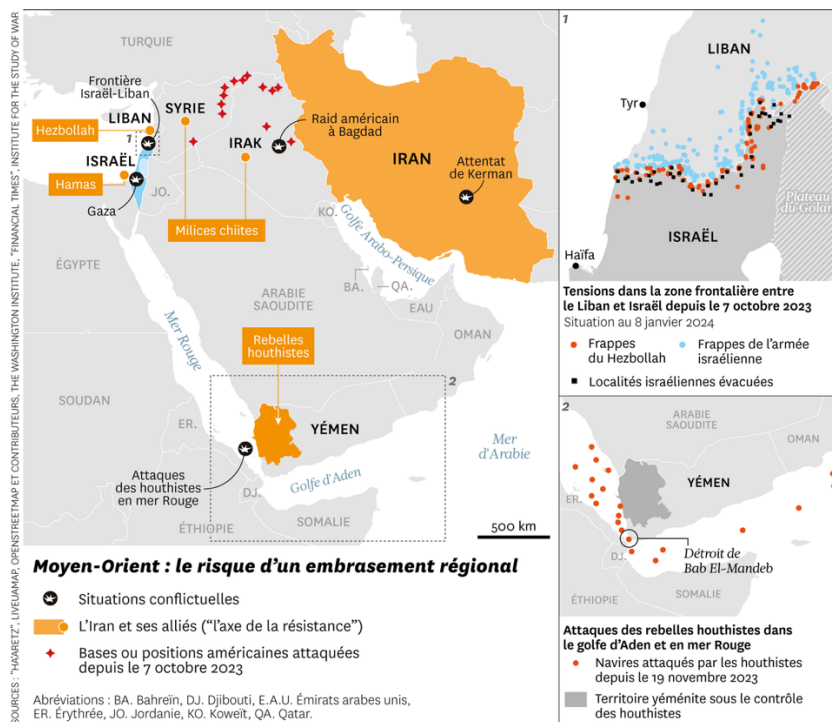 SOURCES : "HA'ARETZ", LIVEUAMAP, OPENSTREETMAP ET CONTRIBUTEURS, THE WASHINGTON INSTITUTE, "FINANCIAL TIMES", INSTITUTE FOR THE STUDY OF WAR
TURQUIE
Frontière
Israël-Liban
LIBAN
SYRIE
Hezbollah
1
ISRAËL
Hamas
Gaza
JO.
IRAK
Raid américain
à Bagdad
IRAN
Attentat
de Kerman
Milices chiites
KO.
Golfe Arabo-Persique
BA.
QA.
EAU
ÉGYPTE
ARABIE
SAOUDITE
OMAN
Mer Rouge
Rebelles
houthistes
2
SOUDAN
ER.
YÉMEN
Mer
d'Arabie
Attaques
des houthistes
en mer Rouge
DJ.
Golfe d'Aden
ÉTHIOPIE
SOMALIE
500 km
Moyen-Orient : le risque d'un embrasement régional
Situations conflictuelles
L'Iran et ses alliés ("l'axe de la résistance")
Bases ou positions américaines attaquées
depuis le 7 octobre 2023
Abréviations : BA. Bahreïn, DJ. Djibouti, E.A.U. Émirats arabes unis,
ER. Érythrée, JO. Jordanie, KO. Koweït, QA. Qatar.
1
LIBAN
Tyr
Plateau
du Golan
ISRAËL
Haïfa
Tensions dans la zone frontalière entre
le Liban et Israël depuis le 7 octobre 2023
Situation au 8 janvier 2024
Frappes
du Hezbollah
Frappes de l'armée
israélienne
Localités israéliennes évacuées
2
ARABIE
SAOUDITE
OMAN
YÉMEN
ER.
DJ.
Détroit de
Bab El-Mandeb
ÉTHIOPIE
SOMALIE
Attaques des rebelles houthistes dans
le golfe d'Aden et en mer Rouge
Navires attaqués par les houthistes
depuis le 19 novembre 2023
Territoire yéménite sous le contrôle
des houthistes